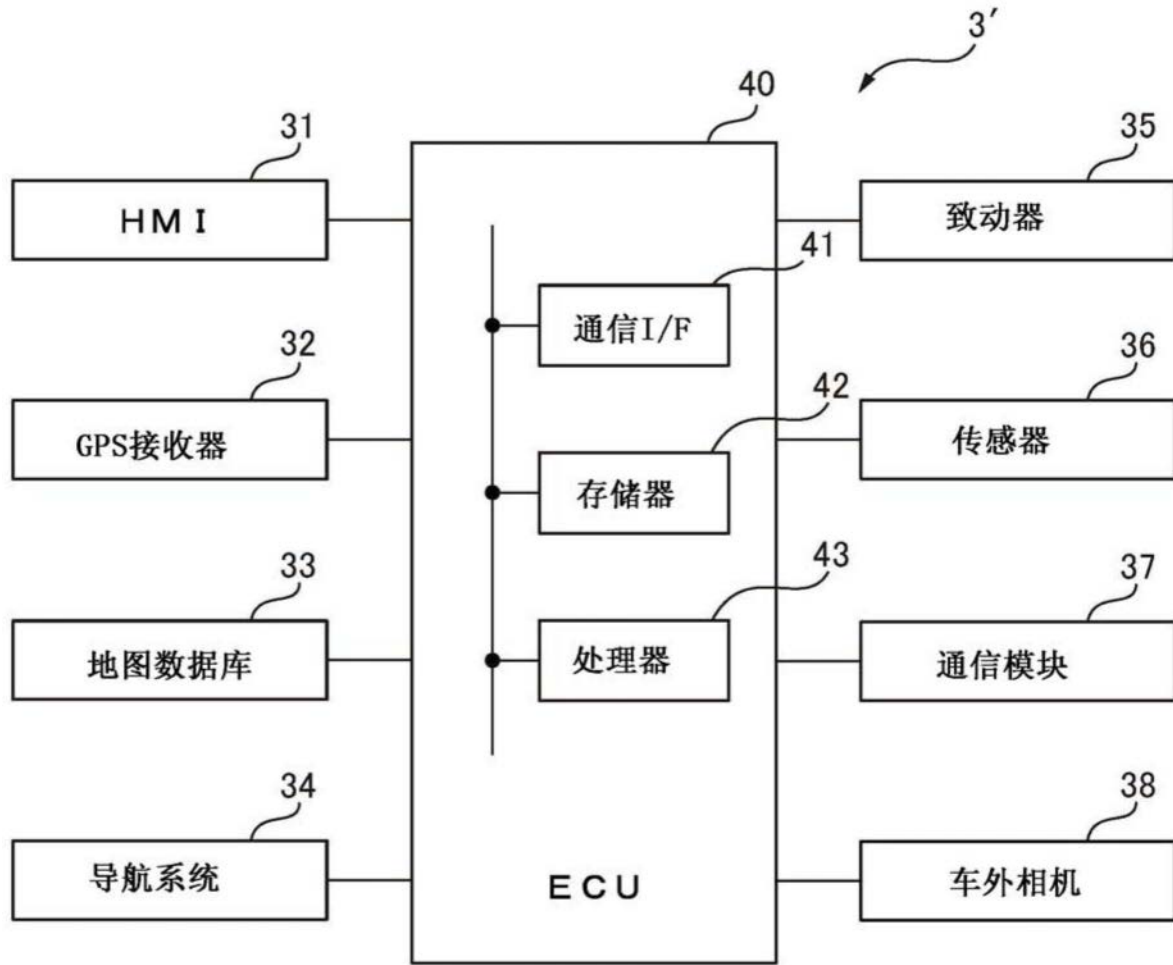 3′
40
31
35
HMI
致动器
41
通信I/F
32
36
42
GPS接收器
传感器
存储器
33
43
37
地图数据库
处理器
通信模块
34
38
导航系统
ECU
车外相机